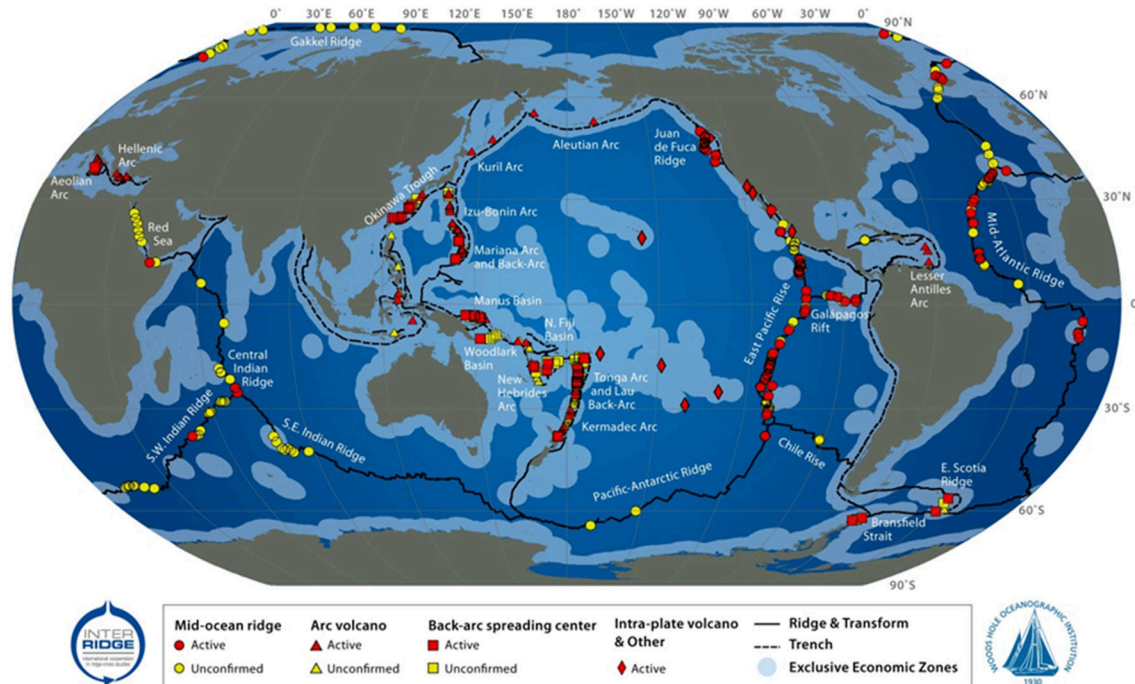 0° 30°E 60°E 90°E 120°E 150°E 180° 150°W 120°W 90°W 60°W 30°W 0° 90°N
Gakkel Ridge
60°N
Hellenic
Arc
Aeolian
Arc
Aleutian Arc
Juan
de Fuca
Ridge
Kuril Arc
Okinawa Trough
30°N
Red
Sea
Izu-Bonin Arc
Mariana Arc
and Back-Arc
Mid-Atlantic Ridge
Lesser
Antilles
Arc
Manus Basin
Galapagos
Rift
East Pacific Rise
N. Fiji
Basin
Woodlark
Basin
Central
Indian
Ridge
New
Hebrides
Arc
Tonga Arc
and Lau
Back-Arc
30°S
S.W. Indian Ridge
S.E. Indian Ridge
Kermadec Arc
Chile Rise
Pacific-Antarctic Ridge
E. Scotia
Ridge
60°S
Bransfield
Strait
90°S
INTER
RIDGE
international cooperation
in ridge-crest studies
Mid-ocean ridge
Active
Unconfirmed
Arc volcano
Active
Unconfirmed
Back-arc spreading center
Active
Unconfirmed
Intra-plate volcano
& Other
Active
Ridge & Transform
Trench
Exclusive Economic Zones
WOODS HOLE OCEANOGRAPHIC INSTITUTION
1930